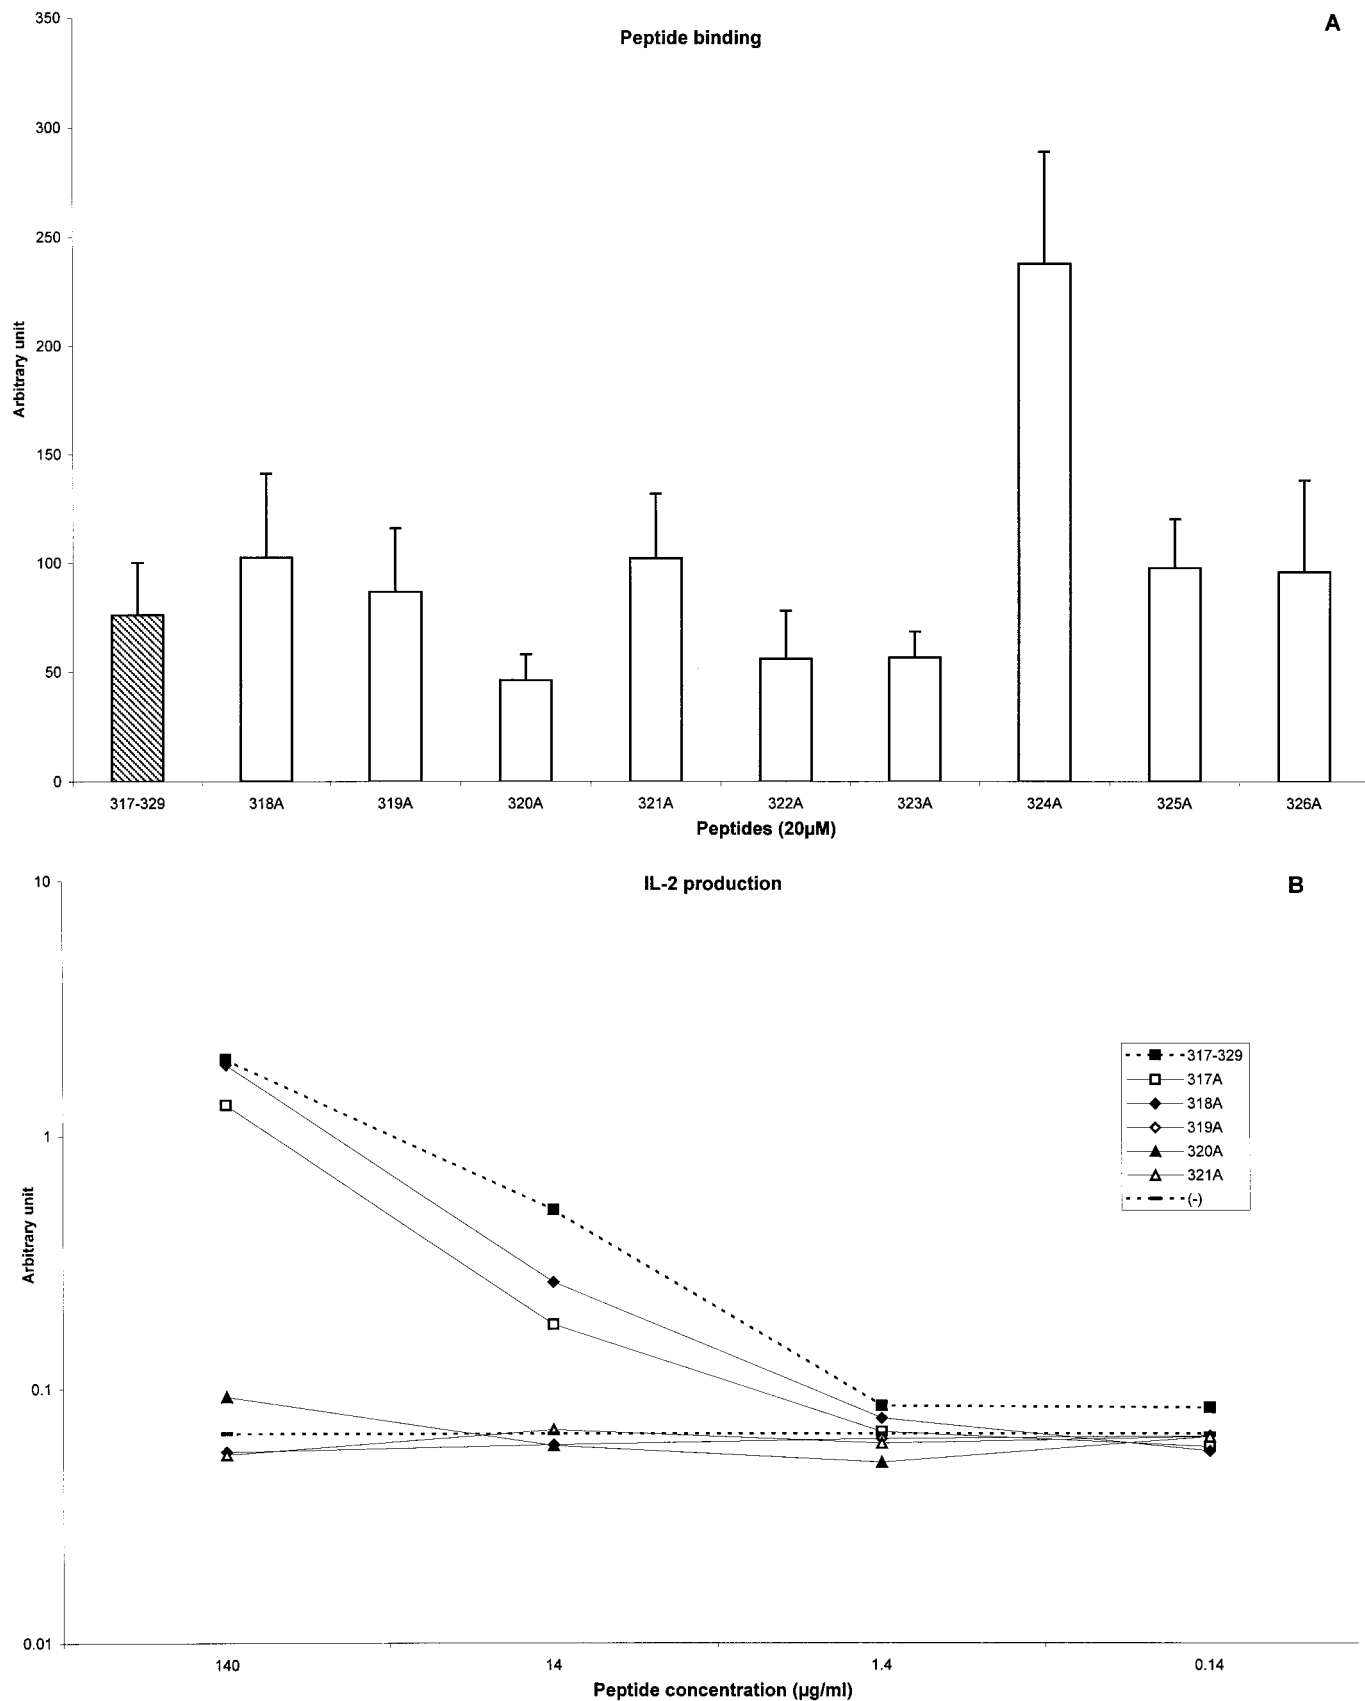 A
Peptide binding
350
300
250
200
150
100
50
0
Arbitrary unit
317-329 318A 319A 320A 321A 322A 323A 324A 325A 326A
Peptides (20µM)
IL-2 production
B
10
1
0.1
0.01
Arbitrary unit
317-329
317A
318A
319A
320A
321A
(-)
140 14 1.4 0.14
Peptide concentration (µg/ml)